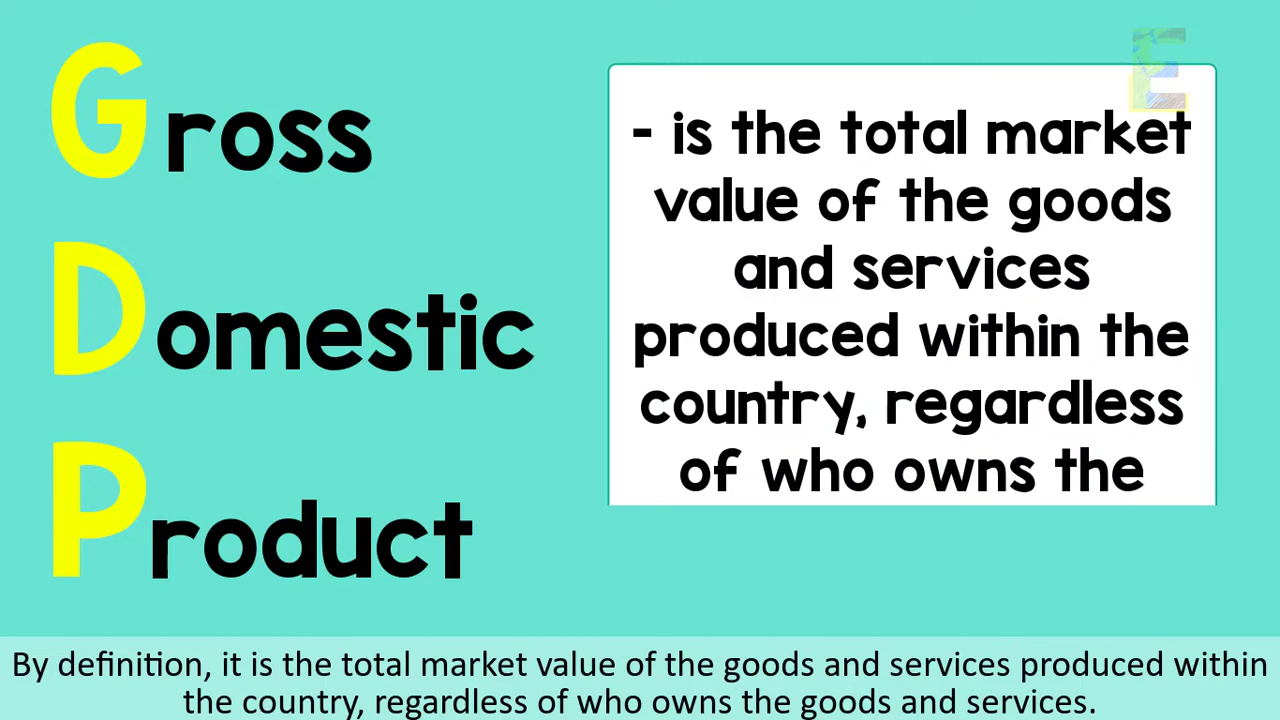 Gross
Domestic
Product
E
- is the total market
value of the goods
and services
produced within the
country, regardless
of who owns the
By definition, it is the total market value of the goods and services produced within
the country, regardless of who owns the goods and services.